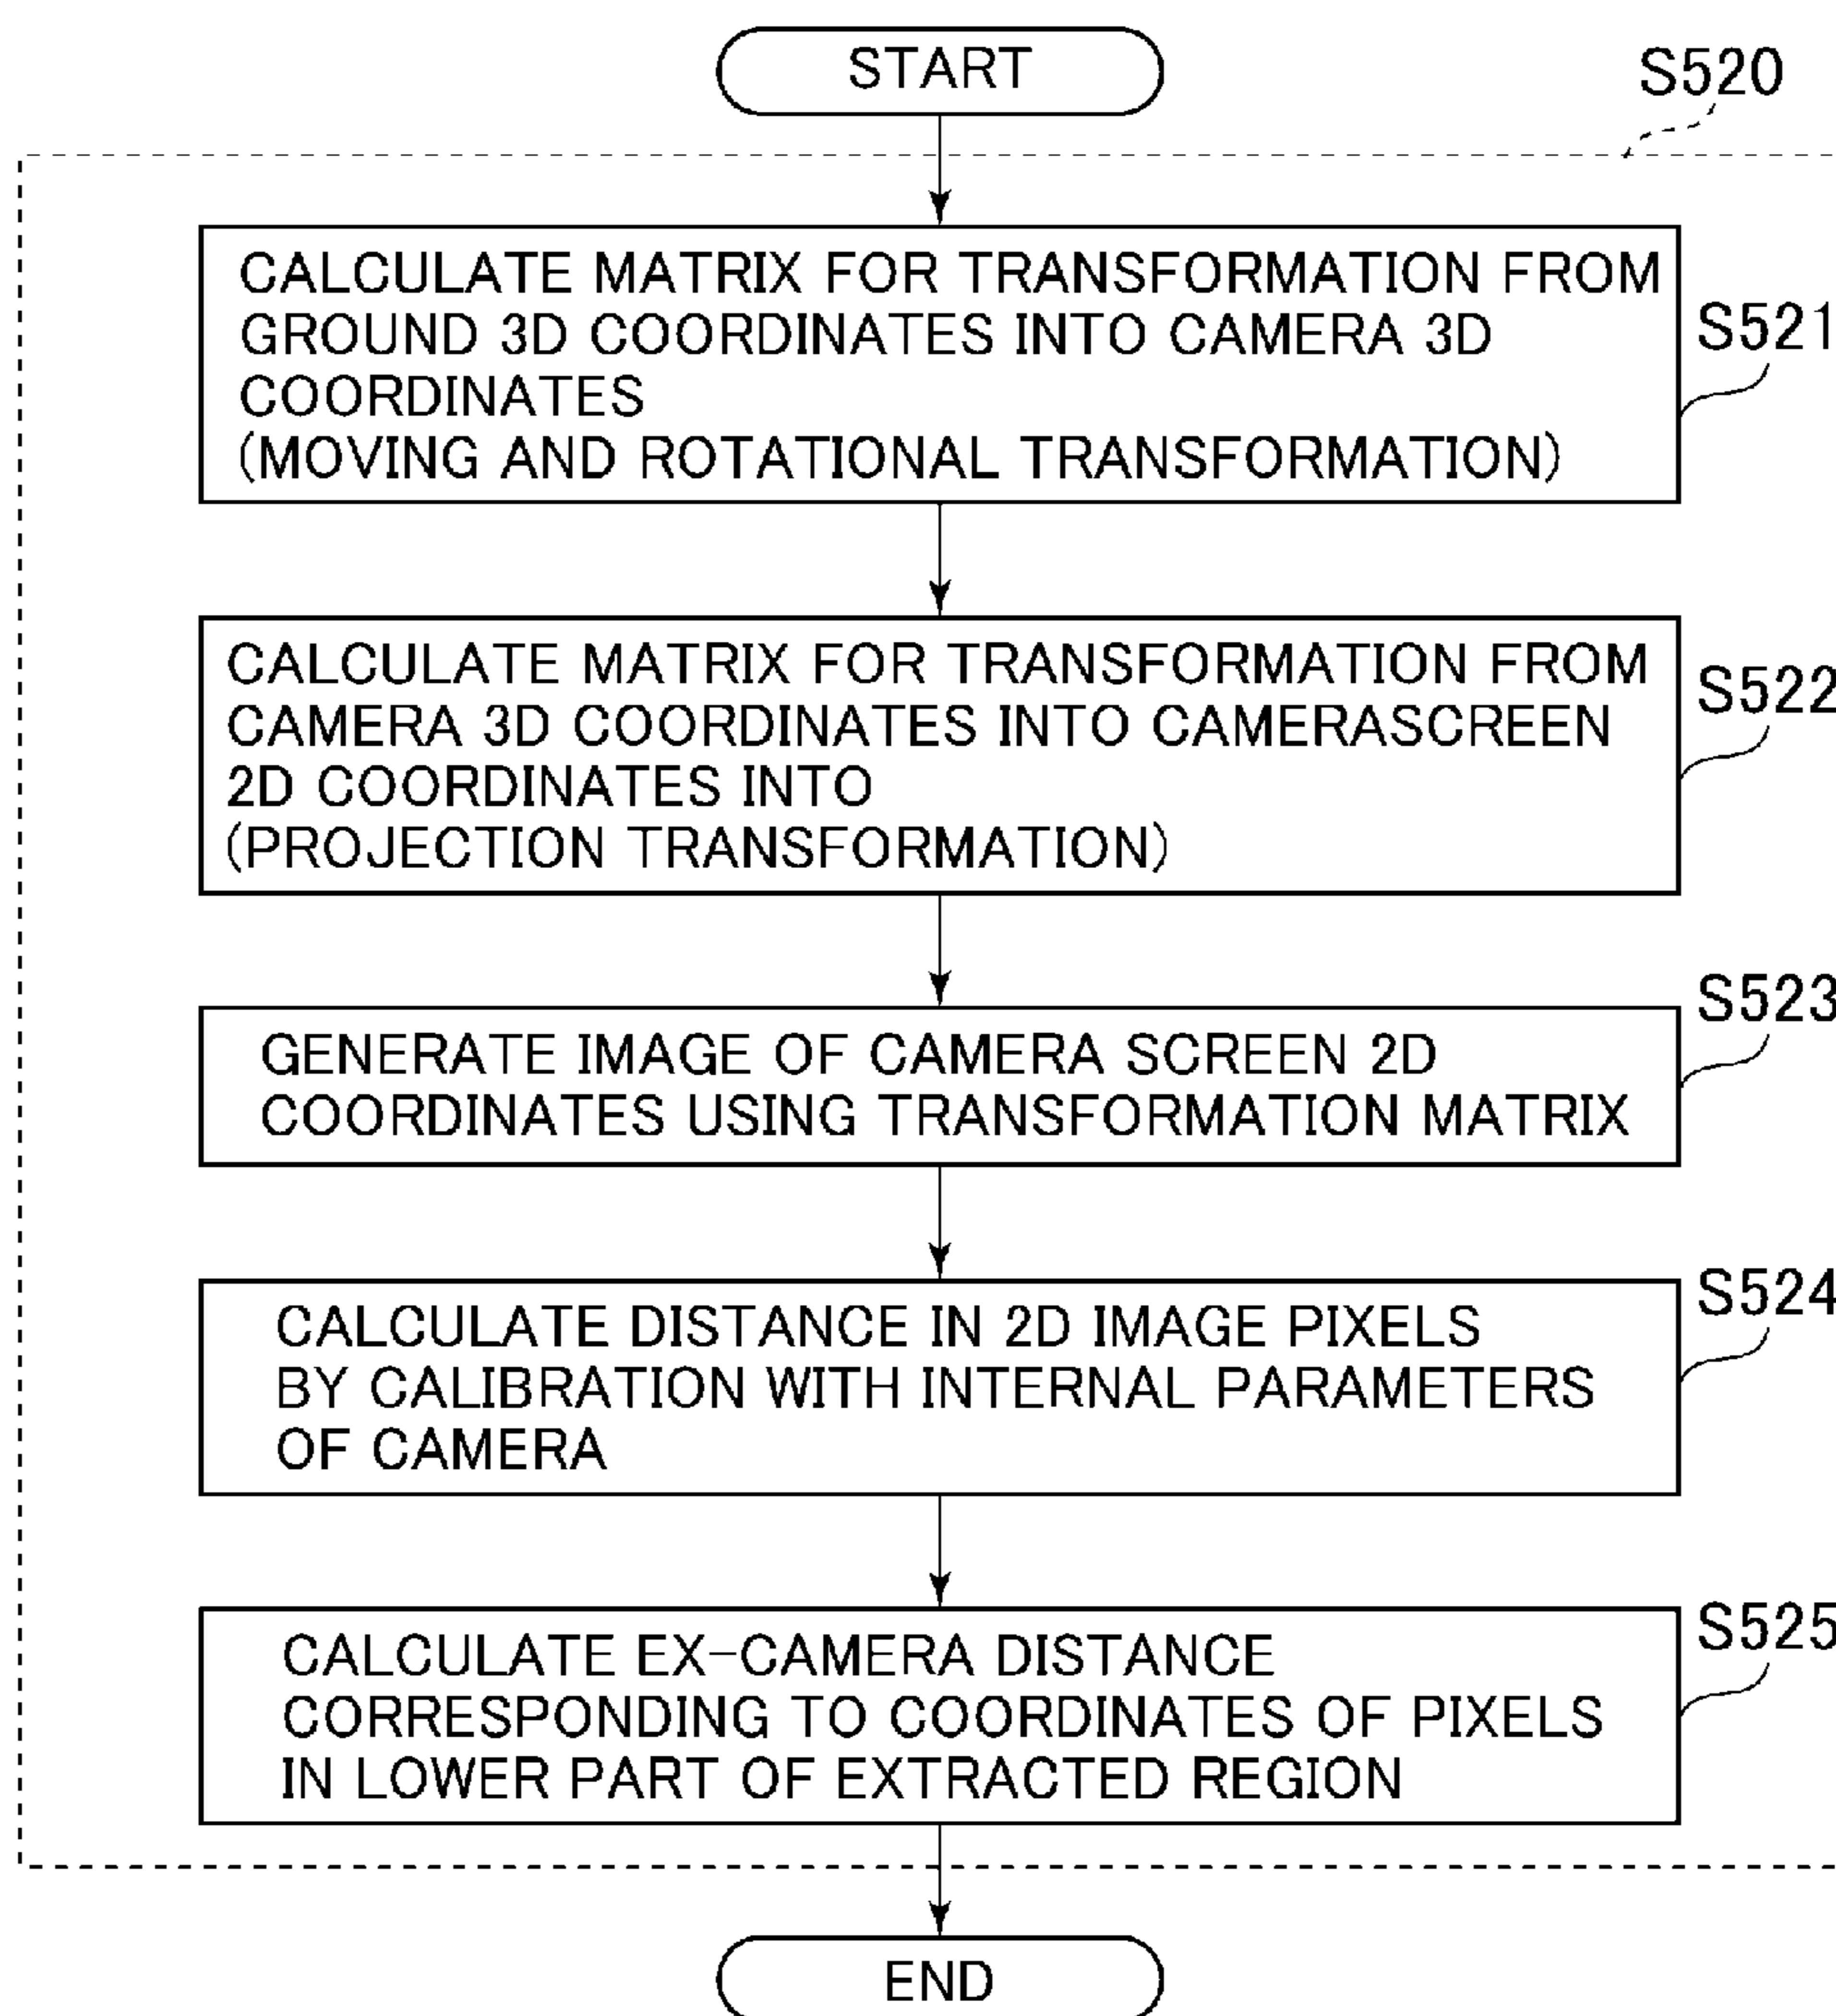 START
S520
CALCULATE MATRIX FOR TRANSFORMATION FROM
GROUND 3D COORDINATES INTO CAMERA 3D
COORDINATES
(MOVING AND ROTATIONAL TRANSFORMATION)
S521
CALCULATE MATRIX FOR TRANSFORMATION FROM
CAMERA 3D COORDINATES INTO CAMERASCREEN
2D COORDINATES INTO
(PROJECTION TRANSFORMATION)
S522
GENERATE IMAGE OF CAMERA SCREEN 2D
COORDINATES USING TRANSFORMATION MATRIX
S523
CALCULATE DISTANCE IN 2D IMAGE PIXELS
BY CALIBRATION WITH INTERNAL PARAMETERS
OF CAMERA
S524
CALCULATE EX-CAMERA DISTANCE
CORRESPONDING TO COORDINATES OF PIXELS
IN LOWER PART OF EXTRACTED REGION
S525
END